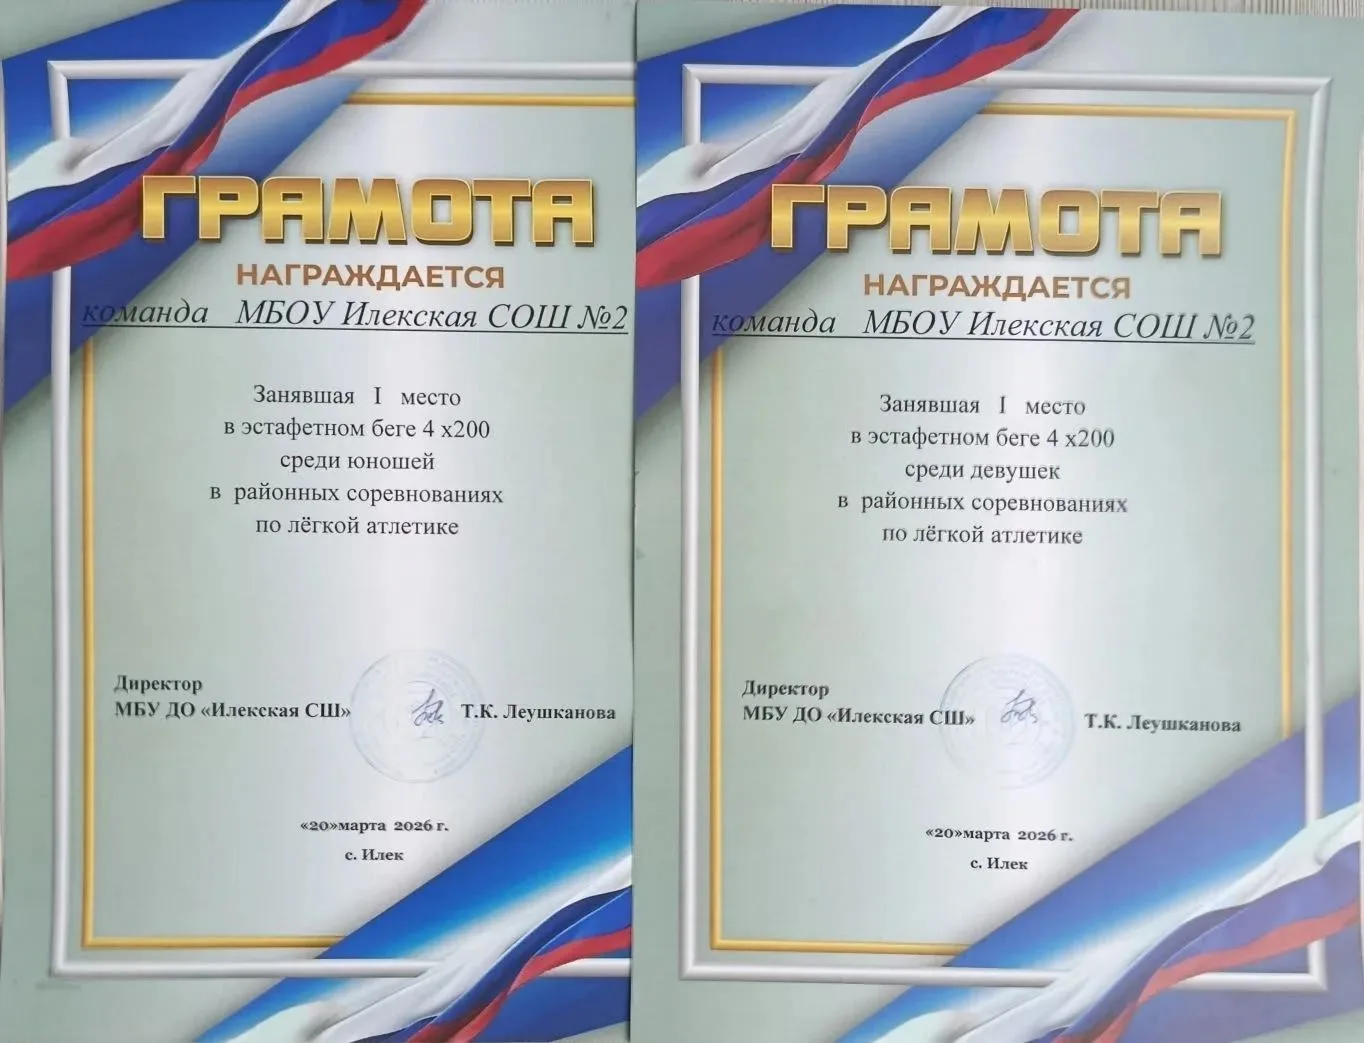 ГРАМОТА
НАГРАЖДАЕТСЯ
команда МБОУ Илекская СОШ №2
Занявшая I место
в эстафетном беге 4 х200
среди юношей
в районных соревнованиях
по лёгкой атлетике
Директор
МБУ ДО «Илекская СШ» Т.К. Леушканова
«20»марта 2026 г.
с. Илек
ГРАМОТА
НАГРАЖДАЕТСЯ
команда МБОУ Илекская СОШ №2
Занявшая I место
в эстафетном беге 4 х200
среди девушек
в районных соревнованиях
по лёгкой атлетике
Директор
МБУ ДО «Илекская СШ» Т.К. Леушканова
«20»марта 2026 г.
с. Илек